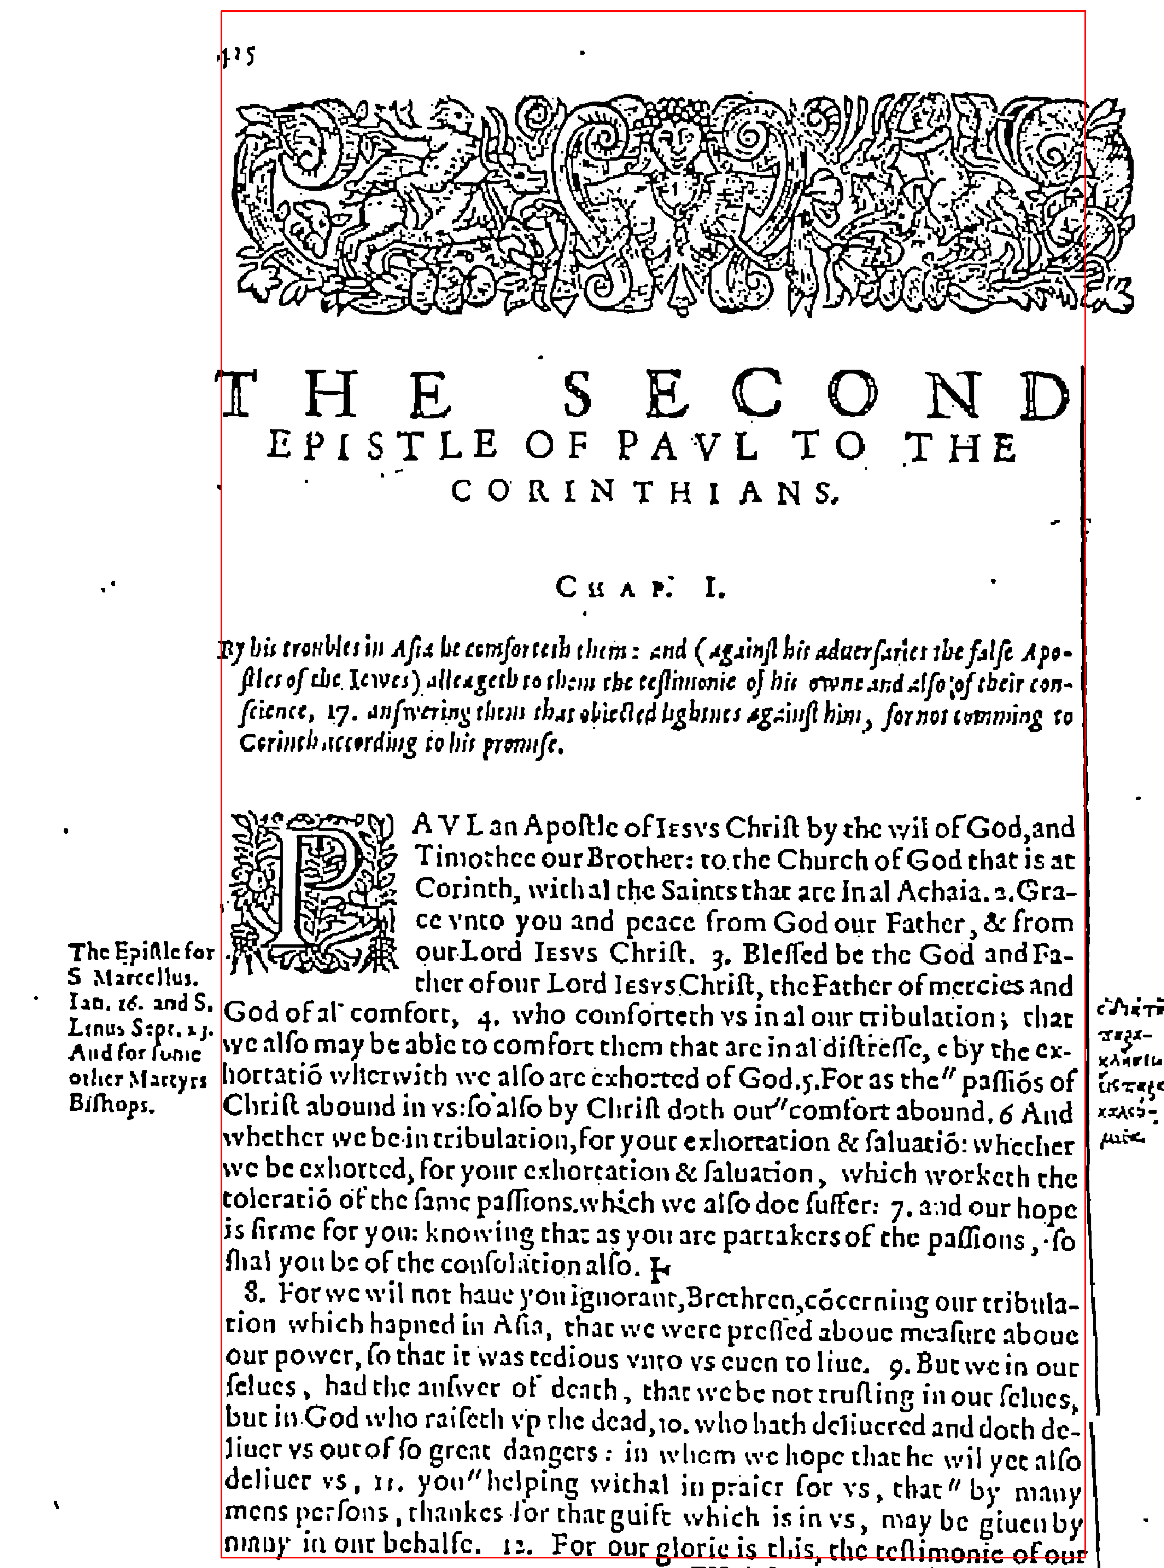 425
THE SECOND
EPISTLE OF PAVL TO THE
CORINTHIANS.
CHAP. I.
By his troubles in Aſia he comforteth them: and (againſt his aduerſaries the falſe Apo-
ſtles of the Iewes) alleageth to them the teſtimonie of his owne and alſo of their con-
ſcience, 17. anſwering them that obiected lightnes againſt him, for not comming to
Corinth according to his promiſe.
PAVL an Apoſtle of IESVS Chriſt by the wil of God, and
Timothee our Brother: to the Church of God that is at
Corinth, with al the Saints that are In al Achaia. 2. Gra-
ce vnto you and peace from God our Father, & from
our Lord IESVS Chriſt. 3. Bleſſed be the God and Fa-
ther of our Lord IESVS Chriſt, the Father of mercies and
God of al comfort, 4. who comforteth vs in al our tribulation; that
we alſo may be able to comfort them that are in al diſtreſſe, c by the ex-
hortatiō wherwith we alſo are exhorted of God. 5. For as the " paſſiōs of
Chriſt abound in vs: ſo alſo by Chriſt doth our " comfort abound. 6 And
whether we be in tribulation, for your exhortation & ſaluatiō: whether
we be exhorted, for your exhortation & ſaluation, which worketh the
toleratiō of the ſame paſſions. which we alſo doe ſuffer: 7. and our hope
is firme for you: knowing that as you are partakers of the paſſions, ſo
ſhal you be of the conſolation alſo.
8. For we wil not haue you ignorant, Brethren, cōcerning our tribula-
tion which hapned in Aſia, that we were preſſed aboue meaſure aboue
our power, ſo that it was tedious vnto vs euen to liue. 9. But we in our
ſelues, had the anſwer of death, that we be not truſting in our ſelues,
but in God who raiſeth vp the dead, 10. who hath deliuered and doth de-
liuer vs out of ſo great dangers: in whom we hope that he wil yet alſo
deliuer vs, 11. you " helping withal in praier for vs, that " by many
mens perſons, thankes for that guift which is in vs, may be giuen by
many in our behalfe. 12. For our glorie is this, the teſtimonie of our
The Epiſtle for
S Marcellus.
Ian. 16. and S.
Linus Sept. 23.
And for ſome
other Martyrs
Biſhops.